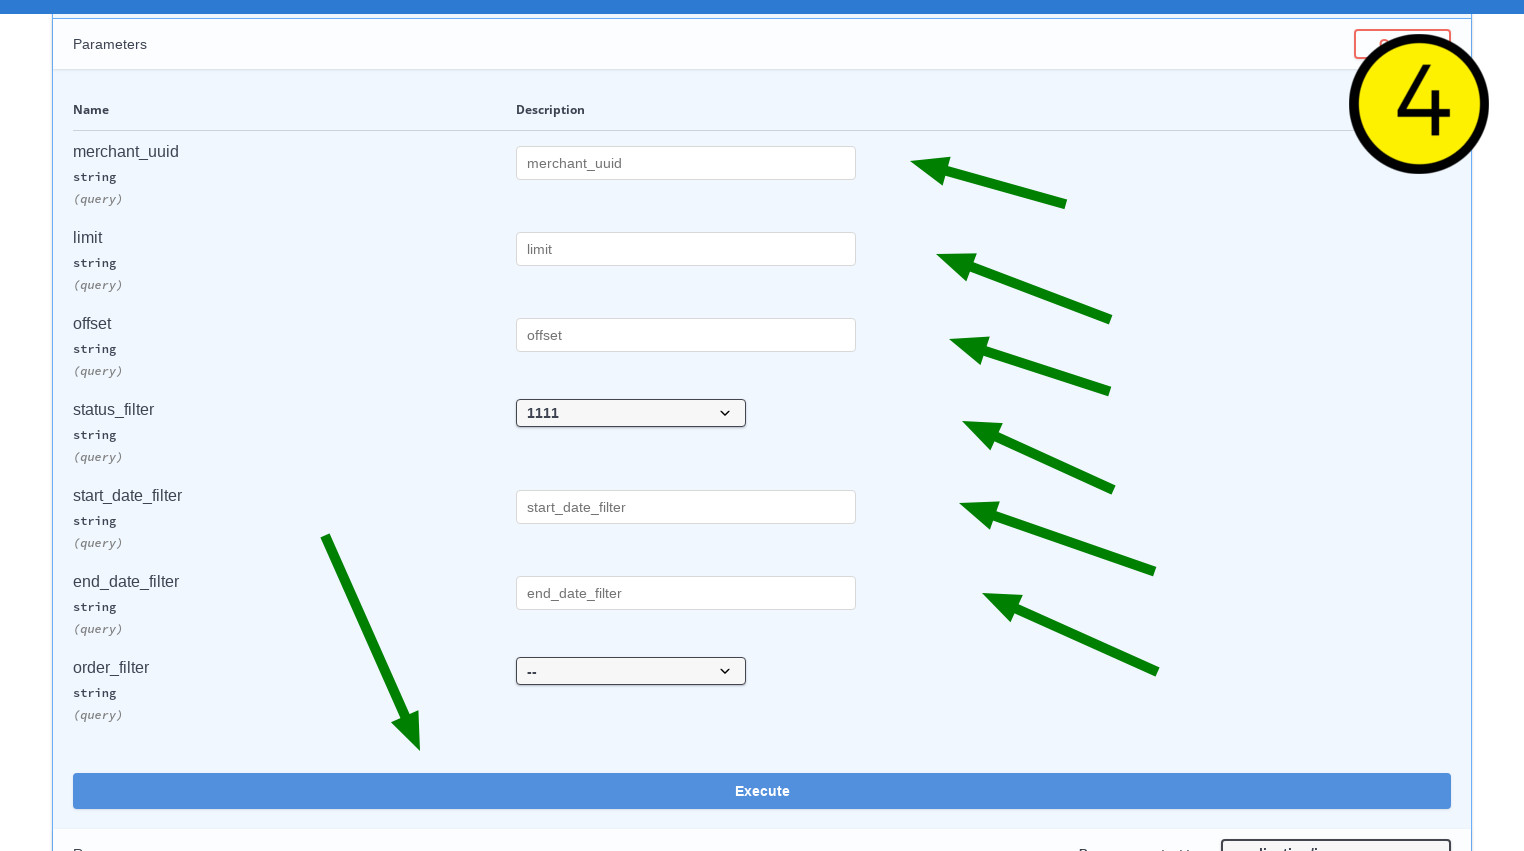 Parameters
4
Name Description
merchant_uuid merchant_uuid
string
(query)
limit limit
string
(query)
offset offset
string
(query)
status_filter 1111
string
(query)
start_date_filter start_date_filter
string
(query)
end_date_filter end_date_filter
string
(query)
order_filter --
string
(query)
Execute